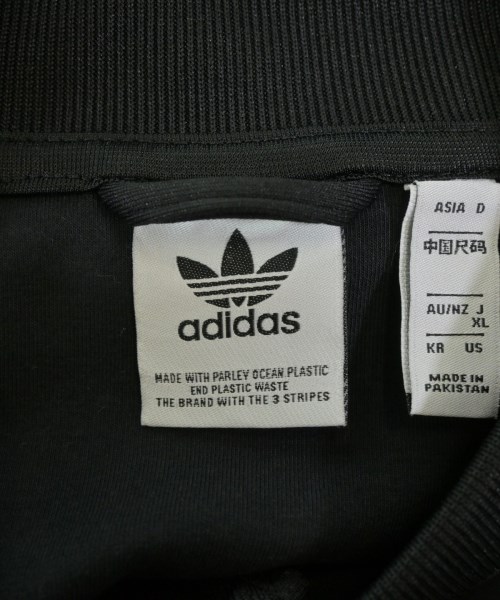 adidas
MADE WITH PARLEY OCEAN PLASTIC
END PLASTIC WASTE
THE BRAND WITH THE 3 STRIPES
ASIA D
中国尺码
AU/NZ J
XL
KR US
MADE IN
PAKISTAN